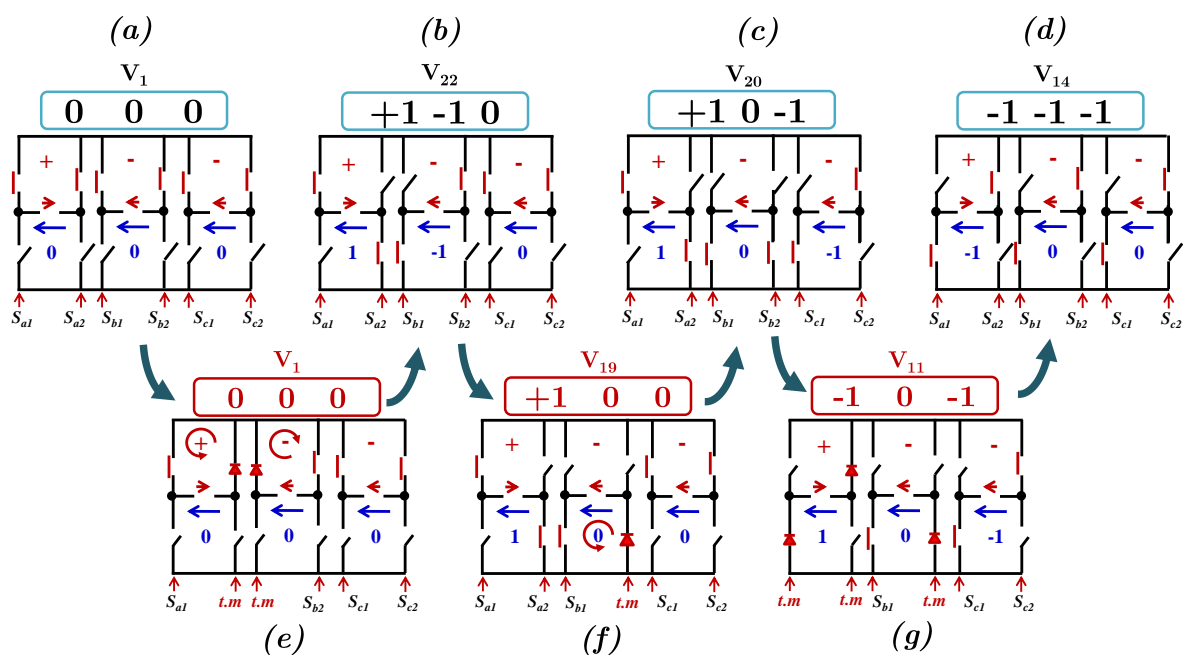 (a) (b) (c) (d)
V1 V22 V20 V14
0 0 0 +1 -1 0 +1 0 -1 -1 -1 -1
+ - - + - - + - - + - -
0 0 0 1 -1 0 1 0 -1 -1 0 0
Sa1 Sa2 Sb1 Sb2 Sc1 Sc2 Sa1 Sa2 Sb1 Sb2 Sc1 Sc2 Sa1 Sa2 Sb1 Sb2 Sc1 Sc2 Sa1 Sa2 Sb1 Sb2 Sc1 Sc2
V1 V19 V11
0 0 0 +1 0 0 -1 0 -1
+ - - + - - + - -
0 0 0 1 0 0 1 0 -1
Sa1 t.m t.m Sb2 Sc1 Sc2 Sa1 Sa2 Sb1 t.m Sc1 Sc2 t.m t.m Sb1 t.m Sc1 Sc2
(e) (f) (g)